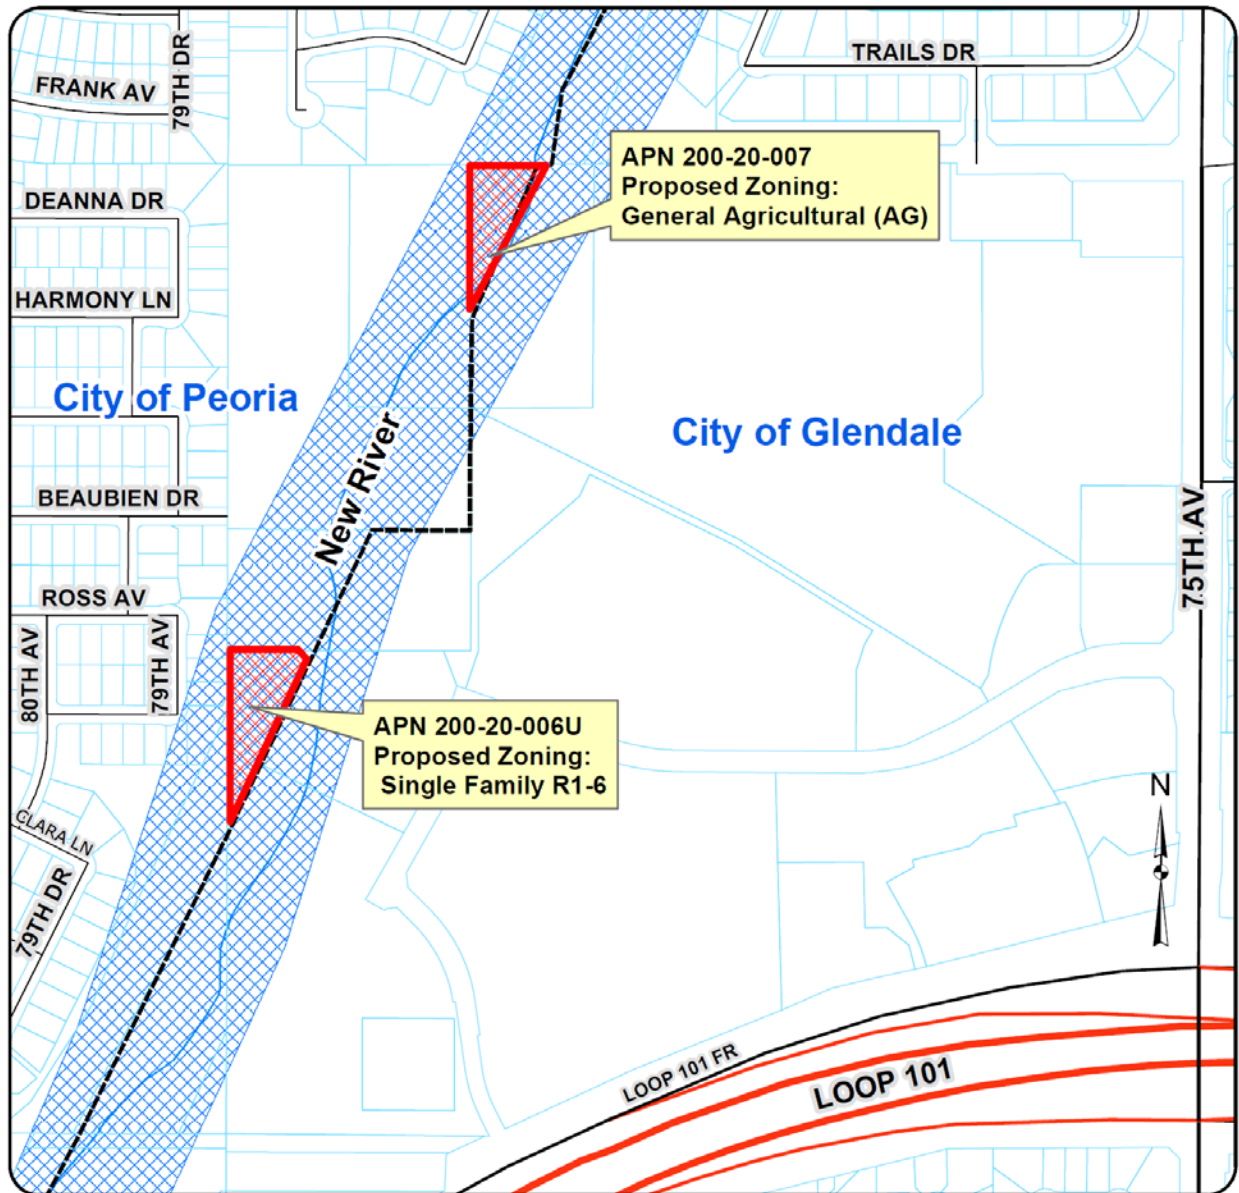 79TH DR
TRAILS DR
FRANK AV
APN 200-20-007
Proposed Zoning:
General Agricultural (AG)
DEANNA DR
HARMONY LN
City of Peoria
City of Glendale
New River
BEAUBIEN DR
75TH AV
ROSS AV
80TH AV
79TH AV
APN 200-20-006U
Proposed Zoning:
Single Family R1-6
N
CLARA LN
79TH DR
LOOP 101 FR
LOOP 101